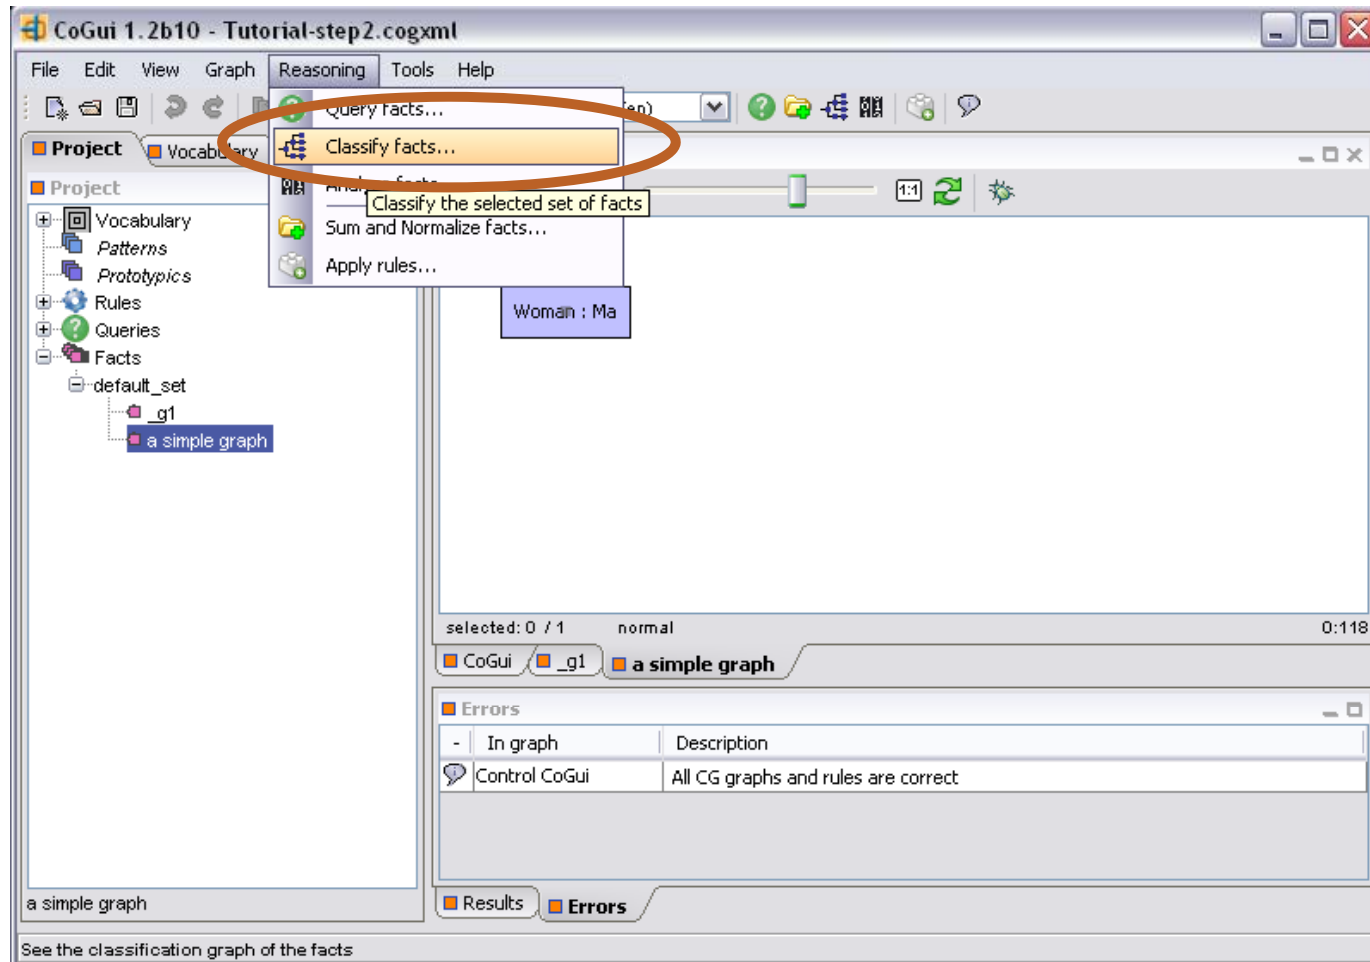 CoGui 1.2b10 - Tutorial-step2.cogxml
File Edit View Graph Reasoning Tools Help
Query facts...
Classify facts...
Classify the selected set of facts
Sum and Normalize facts...
Apply rules...
Project Vocabulary
Project
1:1
Vocabulary
Patterns
Prototypics
Rules
Queries
Facts
default_set
_g1
a simple graph
Woman : Ma
selected: 0 / 1 normal 0:118
CoGui _g1 a simple graph
Errors
- In graph Description
Control CoGui All CG graphs and rules are correct
a simple graph
Results Errors
See the classification graph of the facts